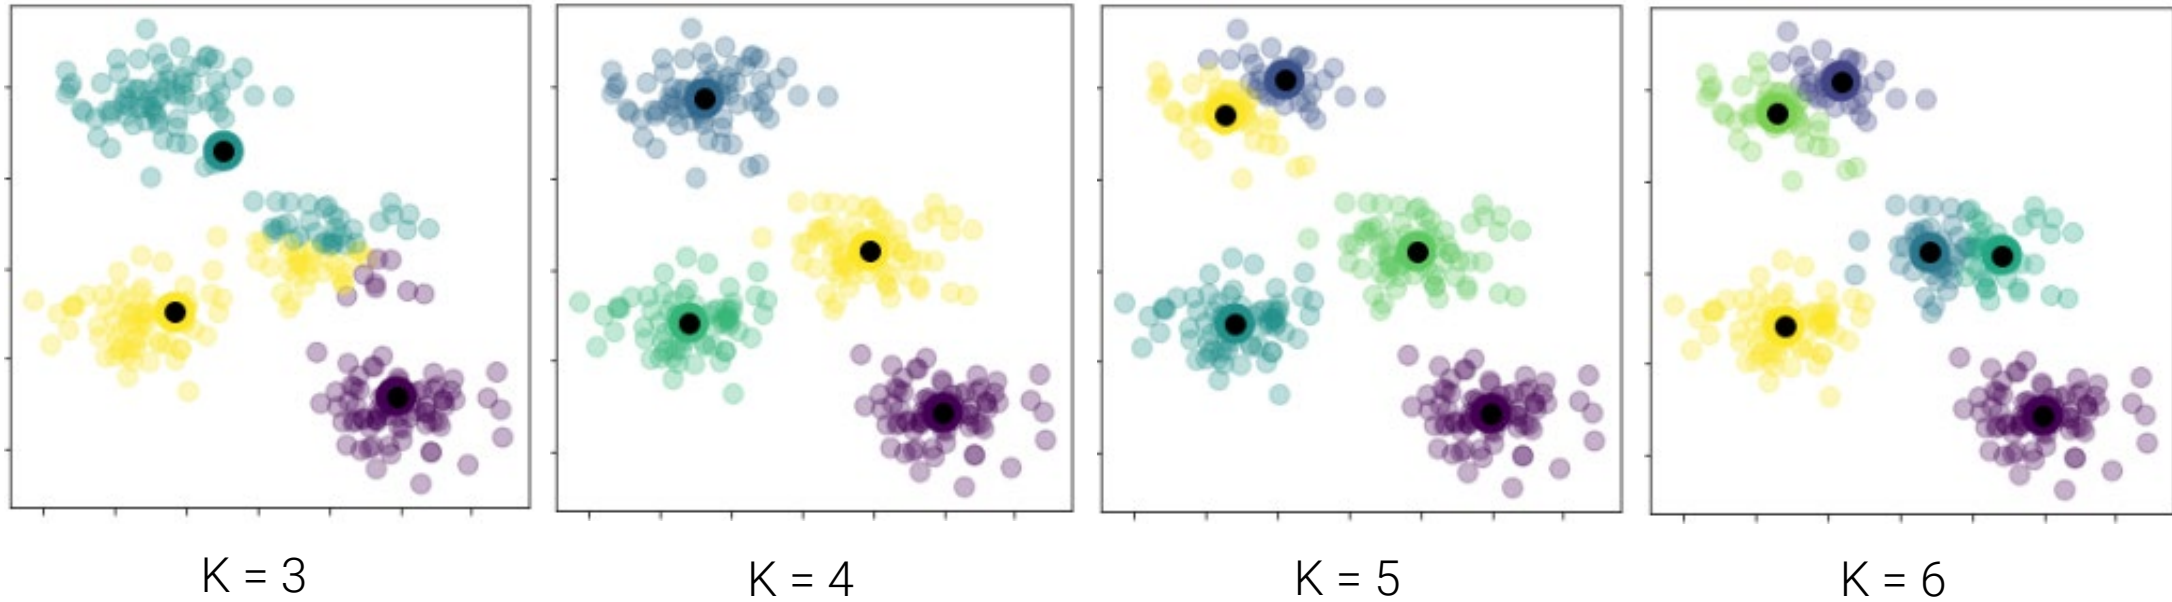 K = 3
K = 4
K = 5
K = 6